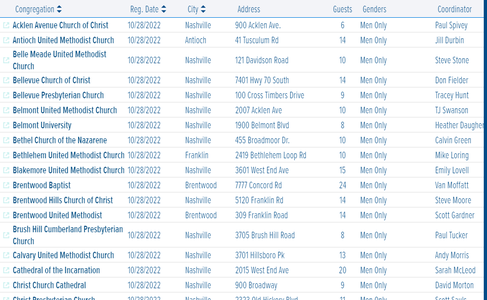 Congregation Reg. Date City Address Guests Genders Coordinator
Acklen Avenue Church of Christ 10/28/2022 Nashville 900 Acklen Ave. 6 Men Only Paul Spivey
Antioch United Methodist Church 10/28/2022 Antioch 41 Tusculum Rd 14 Men Only Jill Durbin
Belle Meade United Methodist
Church 10/28/2022 Nashville 121 Davidson Road 10 Men Only Steve Stone
Bellevue Church of Christ 10/28/2022 Nashville 7401 Hwy 70 South 14 Men Only Don Fielder
Bellevue Presbyterian Church 10/28/2022 Nashville 100 Cross Timbers Drive 9 Men Only Tracey Hunt
Belmont United Methodist Church 10/28/2022 Nashville 2007 Acklen Ave 10 Men Only TJ Swanson
Belmont University 10/28/2022 Nashville 1900 Belmont Blvd 8 Men Only Heather Daugher
Bethel Church of the Nazarene 10/28/2022 Nashville 455 Broadmoor Dr. 10 Men Only Calvin Green
Bethlehem United Methodist Church 10/28/2022 Franklin 2419 Bethlehem Loop Rd 10 Men Only Mike Loring
Blakemore United Methodist Church 10/28/2022 Nashville 3601 West End Ave 15 Men Only Emily Lovell
Brentwood Baptist 10/28/2022 Brentwood 7777 Concord Rd 24 Men Only Van Moffatt
Brentwood Hills Church of Christ 10/28/2022 Nashville 5120 Franklin Rd 14 Men Only Steve Moore
Brentwood United Methodist 10/28/2022 Brentwood 309 Franklin Road 14 Men Only Scott Gardner
Brush Hill Cumberland Presbyterian
Church 10/28/2022 Nashville 3705 Brush Hill Road 8 Men Only Paul Tucker
Calvary United Methodist Church 10/28/2022 Nashville 3701 Hillsboro Pk 13 Men Only Andy Morris
Cathedral of the Incarnation 10/28/2022 Nashville 2015 West End Ave 20 Men Only Sarah McLeod
Christ Church Cathedral 10/28/2022 Nashville 900 Broadway 9 Men Only David Morton